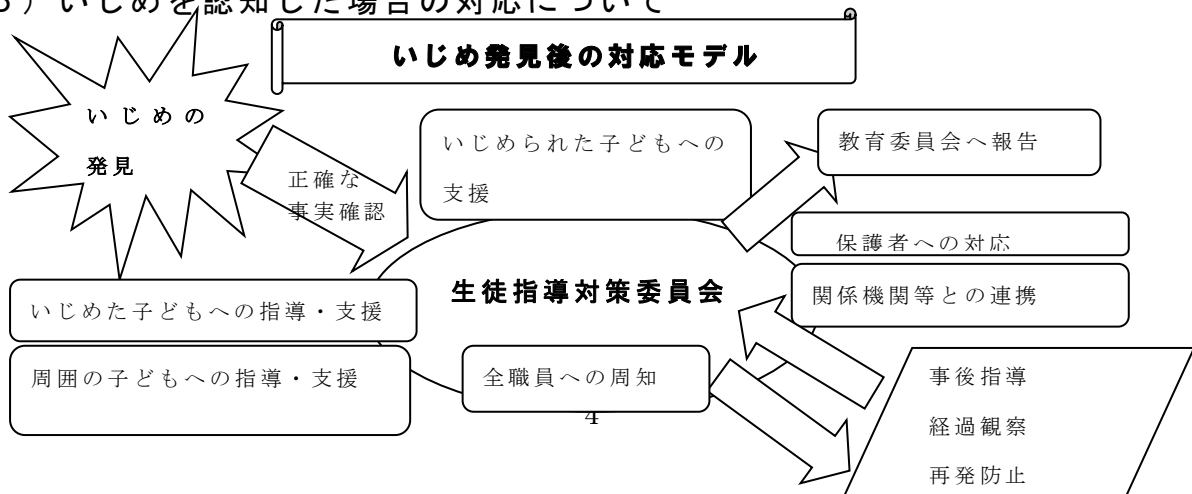 ）いじめを認知した場合の対応について
いじめ発見後の対応モデル
いじめの
発見
正確な
事実確認
いじめられた子どもへの
支援
教育委員会へ報告
保護者への対応
生徒指導対策委員会
関係機関等との連携
いじめた子どもへの指導・支援
周囲の子どもへの指導・支援
全職員への周知
4
事後指導
経過観察
再発防止